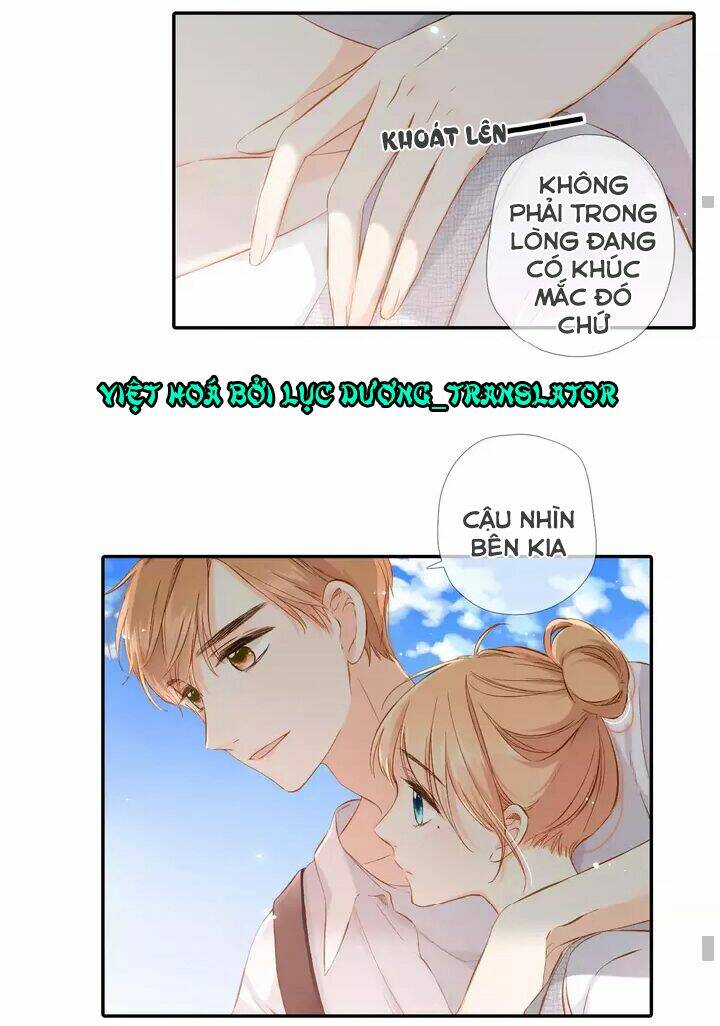 KHOÁT LÊN
KHÔNG
PHẢI TRONG
LÒNG ĐANG
CÓ KHÚC
MẮC ĐÓ
CHỨ
VIỆT HOÁ BỞI LỤC DƯƠNG_TRANSLATOR
CẬU NHÌN
BÊN KIA